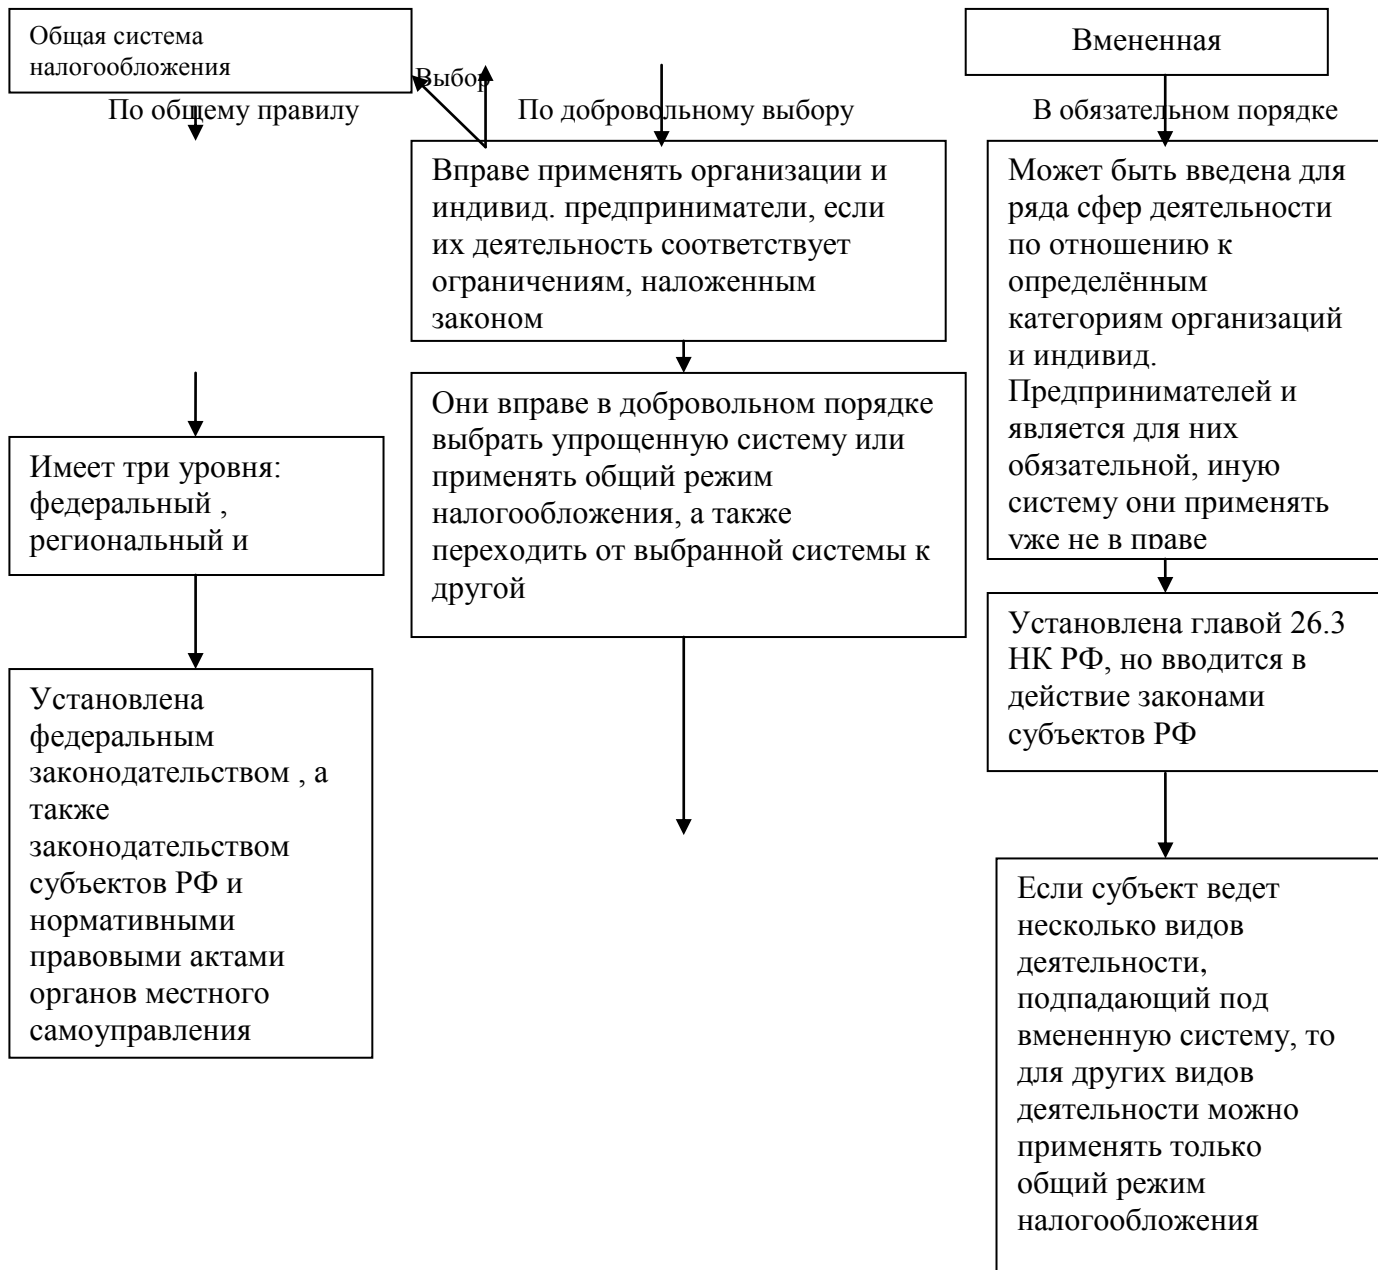 Общая система
налогообложения
Выбор
По общему правилу
Имеет три уровня:
федеральный ,
региональный и
Установлена
федеральным
законодательством , а
также
законодательством
субъектов РФ и
нормативными
правовыми актами
органов местного
самоуправления
По добровольному выбору
Вправе применять организации и
индивид. предприниматели, если
их деятельность соответствует
ограничениям, наложенным
законом
Они вправе в добровольном порядке
выбрать упрощенную систему или
применять общий режим
налогообложения, а также
переходить от выбранной системы к
другой
Вмененная
В обязательном порядке
Может быть введена для
ряда сфер деятельности
по отношению к
определённым
категориям организаций
и индивид.
Предпринимателей и
является для них
обязательной, иную
систему они применять
уже не в праве
Установлена главой 26.3
НК РФ, но вводится в
действие законами
субъектов РФ
Если субъект ведет
несколько видов
деятельности,
подпадающий под
вмененную систему, то
для других видов
деятельности можно
применять только
общий режим
налогообложения